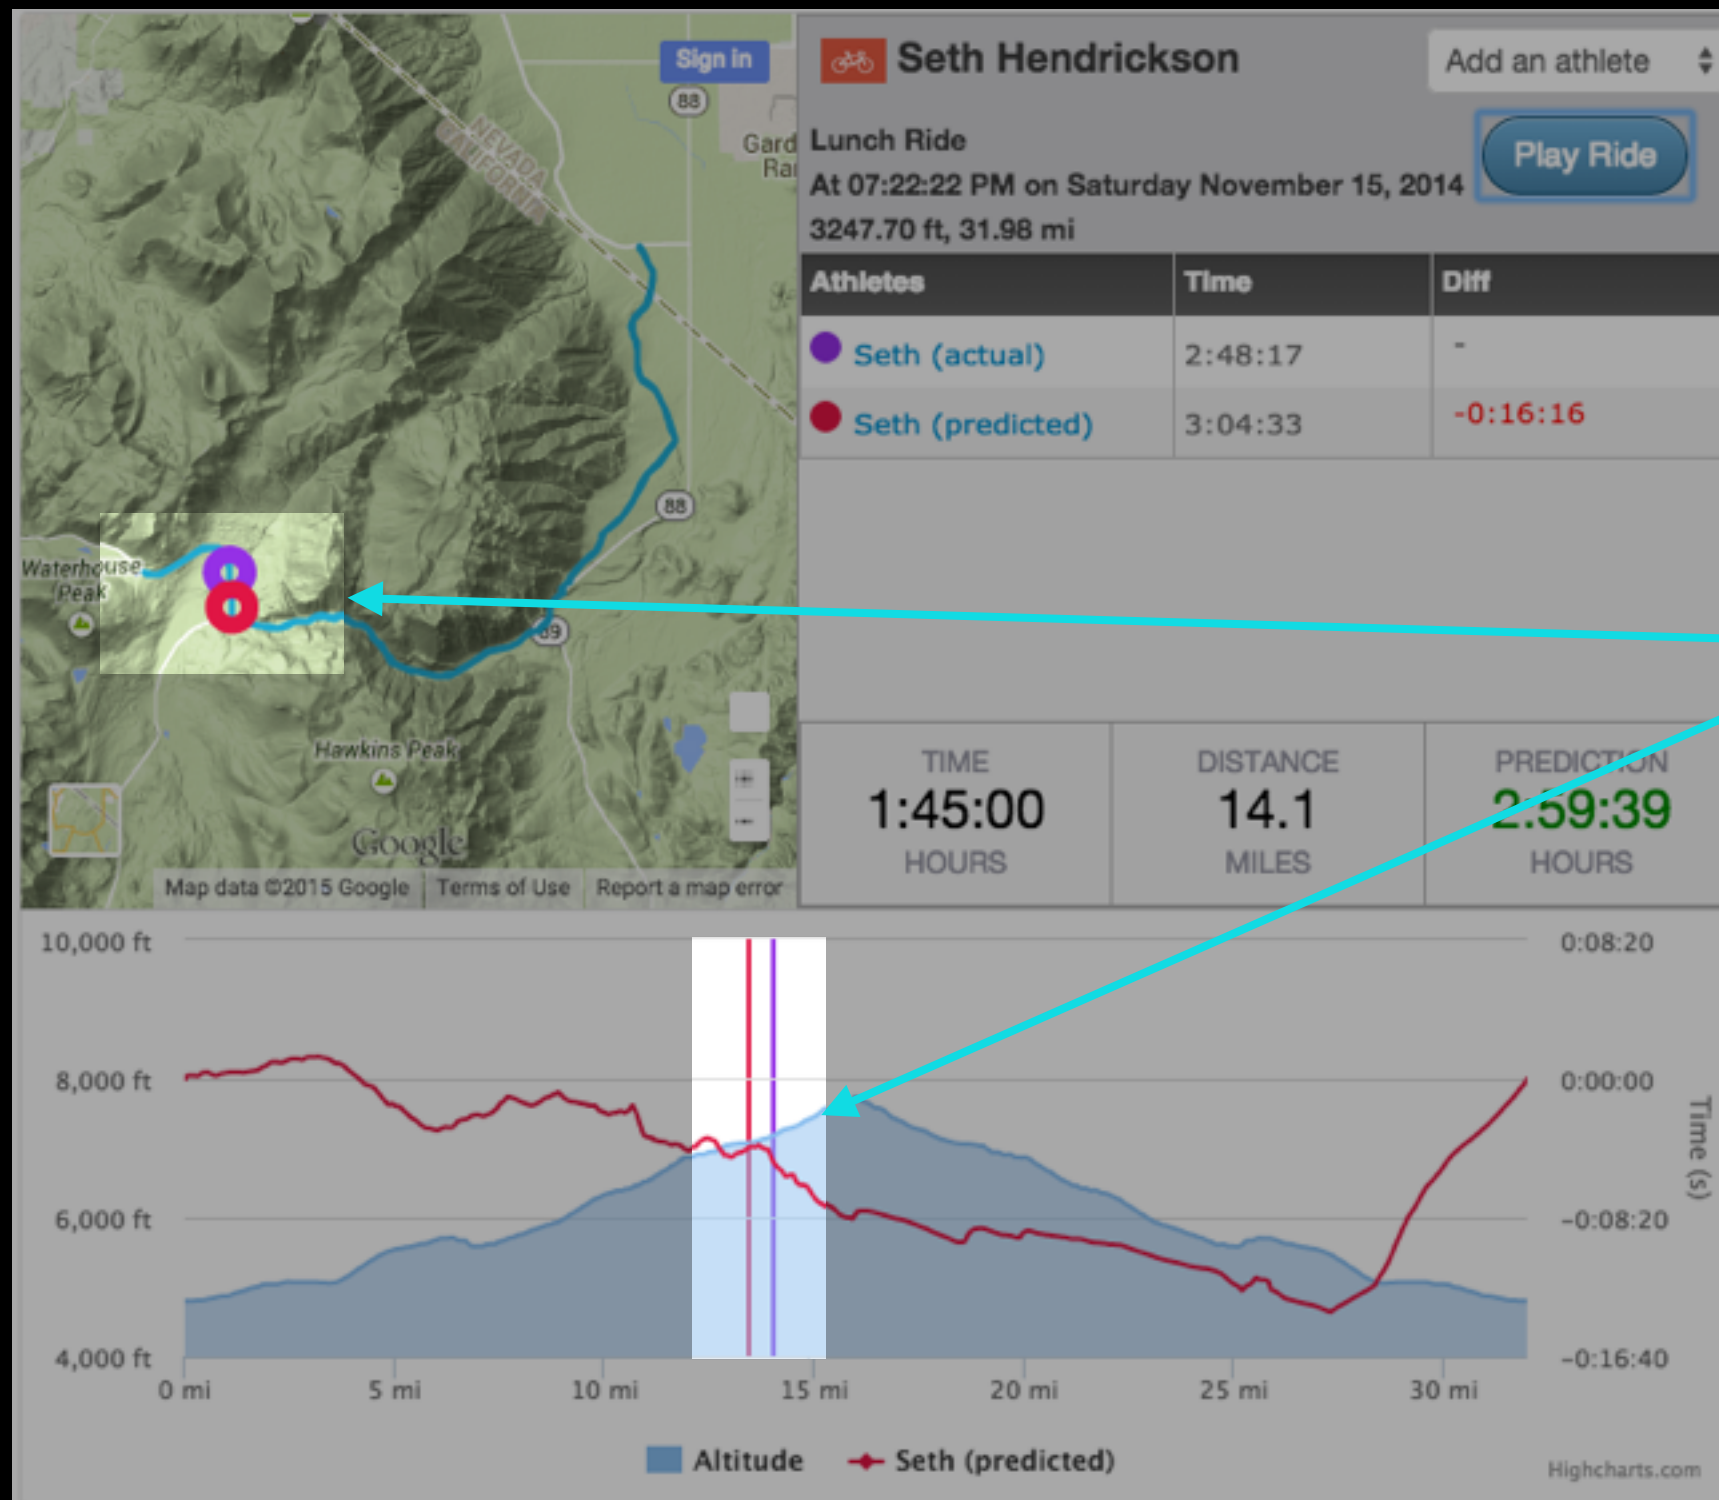 Sign in
88
NEVADA
CALIFORNIA
Gard
Ra
88
Waterhouse
Peak
89
Hawkins Peak
Google
Map data ©2015 Google
Terms of Use
Report a map error
Seth Hendrickson
Add an athlete
Lunch Ride
Play Ride
At 07:22:22 PM on Saturday November 15, 2014
3247.70 ft, 31.98 mi
Athletes Time Diff
Seth (actual) 2:48:17 -
Seth (predicted) 3:04:33 -0:16:16
TIME DISTANCE PREDICTION
1:45:00 14.1 2:59:39
HOURS MILES HOURS
10,000 ft 0:08:20
8,000 ft 0:00:00
6,000 ft -0:08:20
4,000 ft -0:16:40
Time (s)
0 mi 5 mi 10 mi 15 mi 20 mi 25 mi 30 mi
Altitude Seth (predicted)
Highcharts.com